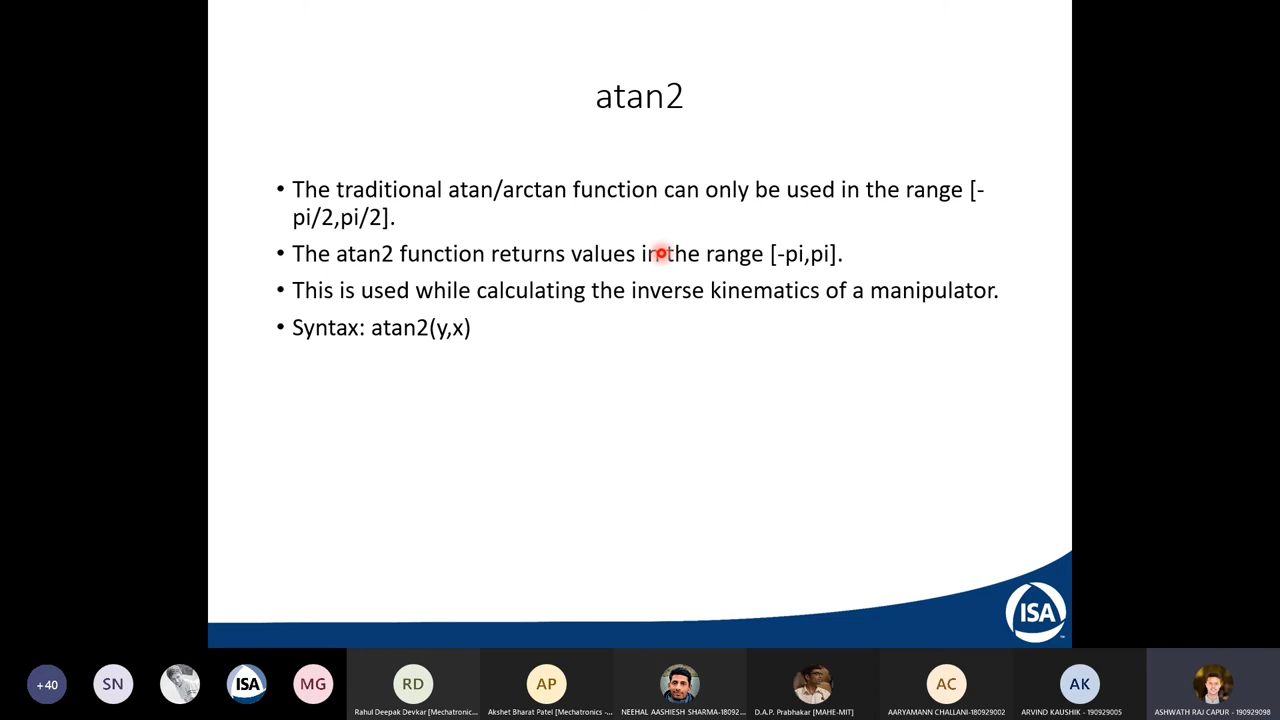 atan2
• The traditional atan/arctan function can only be used in the range [-
pi/2,pi/2].
• The atan2 function returns values in the range [-pi,pi].
• This is used while calculating the inverse kinematics of a manipulator.
• Syntax: atan2(y,x)
ISA
+40
SN
ISA
MG
RD
AP
AC
AK
Rahul Deepak Devkar [Mechatronic...
Akshet Bharat Patel [Mechatronics -...
NEEHAL AASHIESH SHARMA-18092...
D.A.P. Prabhakar [MAHE-MIT]
AARYAMANN CHALLANI-180929002
ARVIND KAUSHIK - 190929005
ASHWATH RAJ CAPUR - 190929098